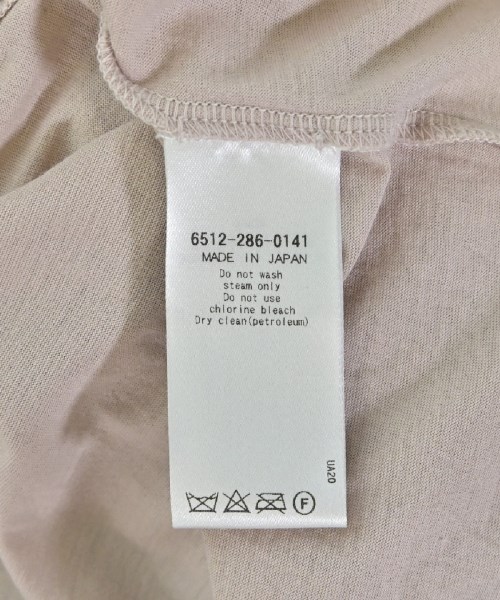 6512-286-0141
MADE IN JAPAN
Do not wash
steam only
Do not use
chlorine bleach
Dry clean(petroleum)
UA20
F